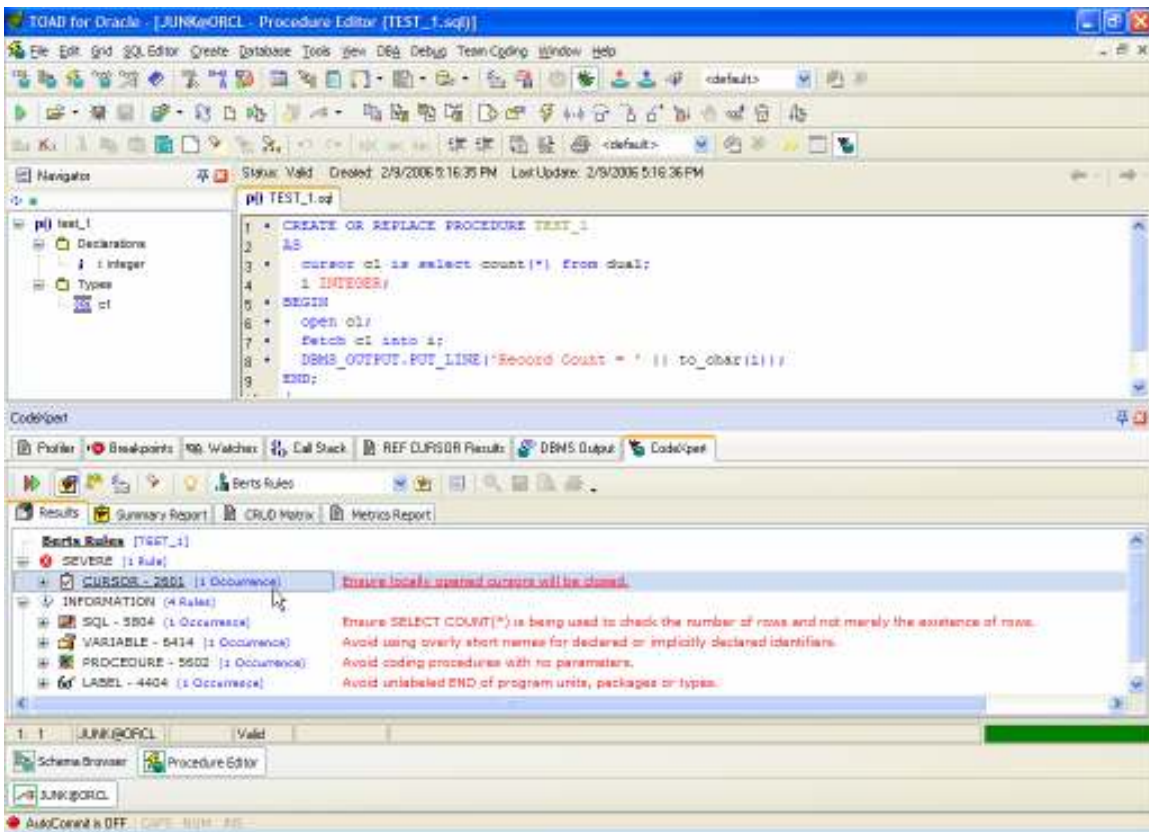 TOAD for Oracle - [JUNK@ORCL - Procedure Editor (TEST_1.sql)]
File Edit Grid SQL Editor Create Database Tools View DBA Debug Team Coding Window Help
<default>
<default>
Navigator
Status: Valid Created: 2/9/2006 5:16:35 PM Last Update: 2/9/2006 5:16:36 PM
p() TEST_1.sql
p() test_1
Declarations
i : integer
Types
c1
1 CREATE OR REPLACE PROCEDURE TEST_1
2 AS
3 cursor c1 is select count(*) from dual;
4 i INTEGER;
5 BEGIN
6 open c1;
7 fetch c1 into i;
8 DBMS_OUTPUT.PUT_LINE('Record Count = ' || to_char(i));
9 END;
CodeXpert
Profiler Breakpoints Watches Call Stack REF CURSOR Results DBMS Output CodeXpert
Berts Rules
Results Summary Report CRUD Matrix Metrics Report
Berts Rules [TEST_1]
SEVERE (1 Rule)
CURSOR - 2601 (1 Occurrence) Ensure locally opened cursors will be closed.
INFORMATION (4 Rules)
SQL - 5804 (1 Occurrence) Ensure SELECT COUNT(*) is being used to check the number of rows and not merely the existence of rows.
VARIABLE - 6414 (1 Occurrence) Avoid using overly short names for declared or implicitly declared identifiers.
PROCEDURE - 5602 (1 Occurrence) Avoid coding procedures with no parameters.
LABEL - 4404 (1 Occurrence) Avoid unlabeled END of program units, packages or types.
1: 1 JUNK@ORCL Valid
Schema Browser Procedure Editor
JUNK@ORCL
AutoCommit is OFF CAPS NUM INS